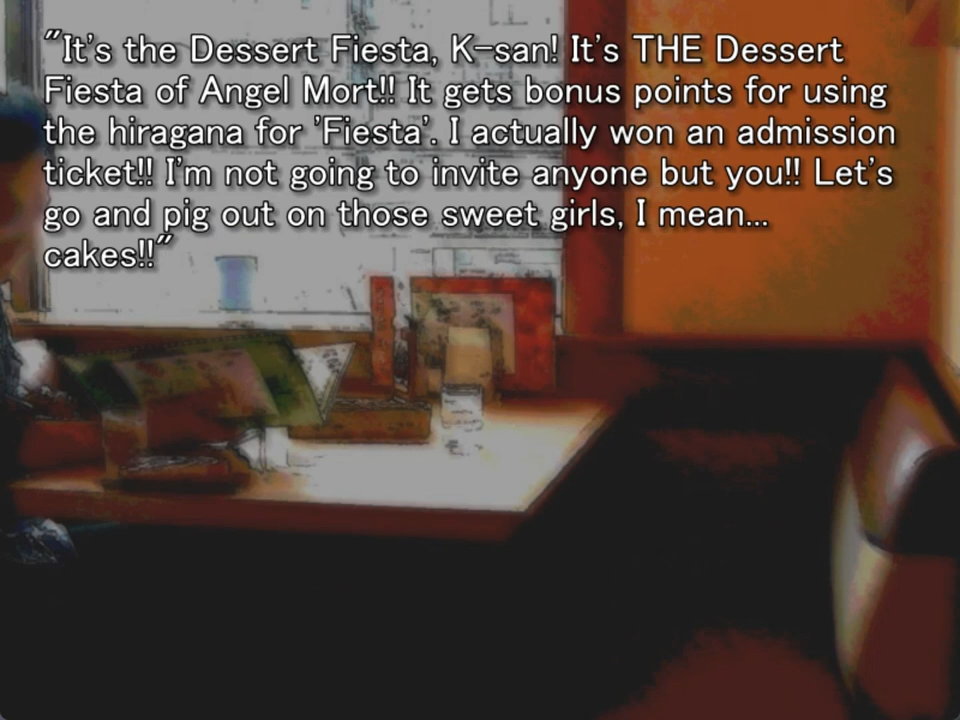 "It's the Dessert Fiesta, K-san! It's THE Dessert
Fiesta of Angel Mort!! It gets bonus points for using
the hiragana for 'Fiesta'. I actually won an admission
ticket!! I'm not going to invite anyone but you!! Let's
go and pig out on those sweet girls, I mean...
cakes!!"